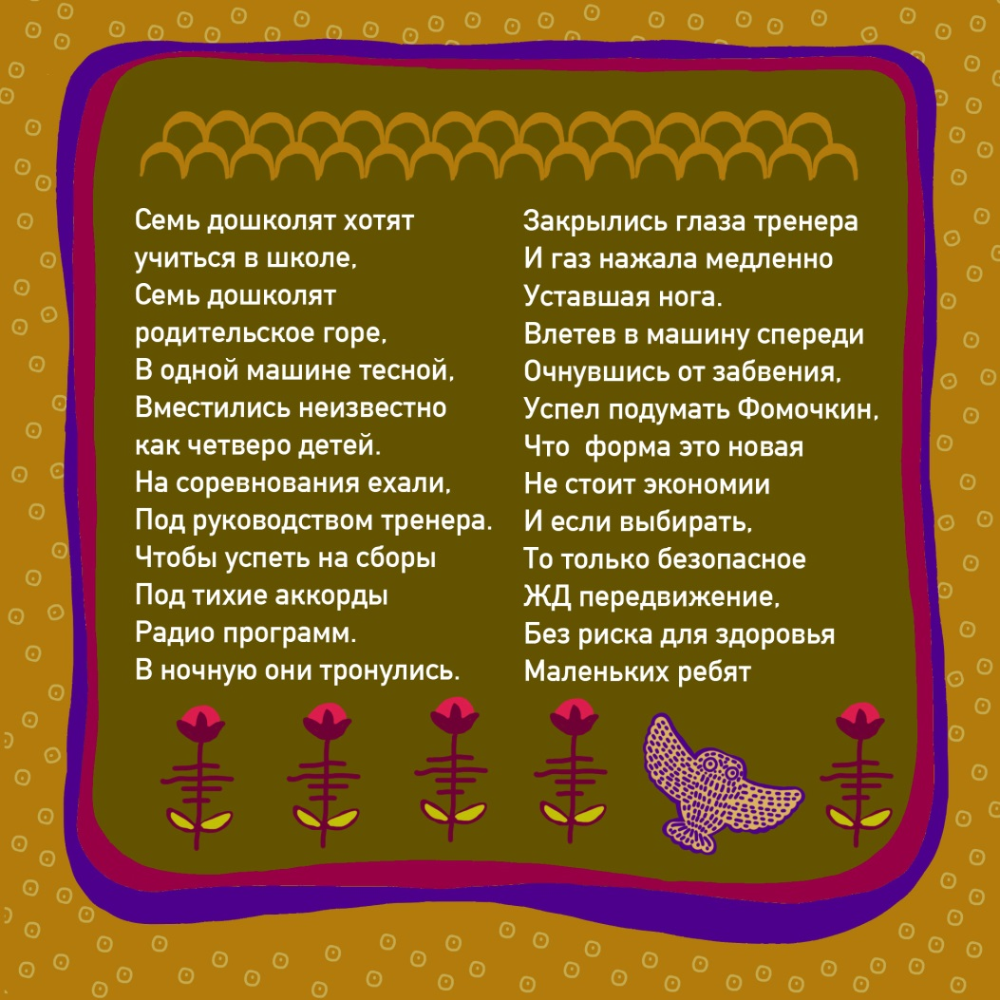 Семь дошколят хотят
учиться в школе,
Семь дошколят
родительское горе,
В одной машине тесной,
Вместились неизвестно
как четверо детей.
На соревнования ехали,
Под руководством тренера.
Чтобы успеть на сборы
Под тихие аккорды
Радио программ.
В ночную они тронулись.
Закрылись глаза тренера
И газ нажала медленно
Уставшая нога.
Влетев в машину спереди
Очнувшись от забвения,
Успел подумать Фомочкин,
Что  форма это новая
Не стоит экономии
И если выбирать,
То только безопасное
ЖД передвижение,
Без риска для здоровья
Маленьких ребят